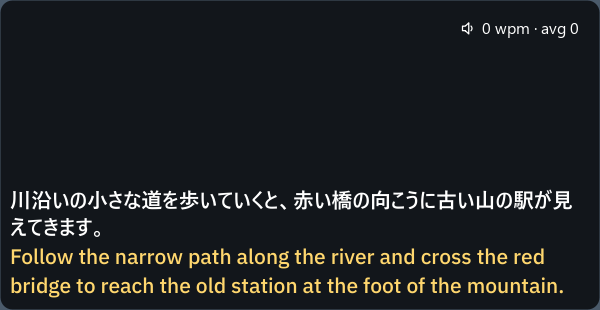 0 wpm · avg 0
川沿いの小さな道を歩いていくと、赤い橋の向こうに古い山の駅が見
えてきます。
Follow the narrow path along the river and cross the red
bridge to reach the old station at the foot of the mountain.